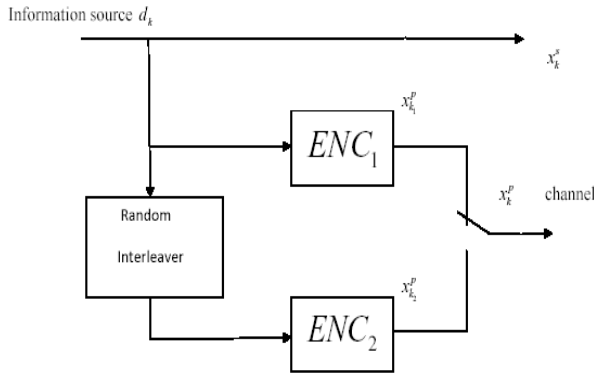 Information source d_k
x_k^s
x_{k_1}^p
ENC_1
x_k^p channel
Random
Interleaver
x_{k_2}^p
ENC_2